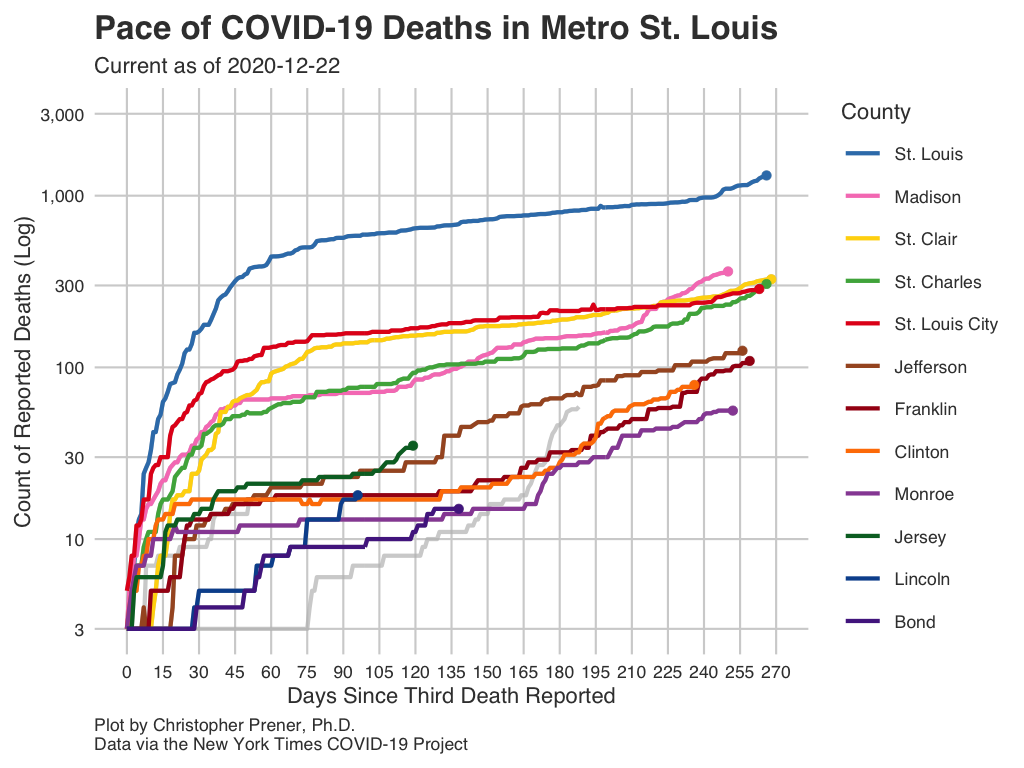 Pace of COVID-19 Deaths in Metro St. Louis
Current as of 2020-12-22
Count of Reported Deaths (Log)
3,000
1,000
300
100
30
10
3
0 15 30 45 60 75 90 105 120 135 150 165 180 195 210 225 240 255 270
Days Since Third Death Reported
County
St. Louis
Madison
St. Clair
St. Charles
St. Louis City
Jefferson
Franklin
Clinton
Monroe
Jersey
Lincoln
Bond
Plot by Christopher Prener, Ph.D.
Data via the New York Times COVID-19 Project